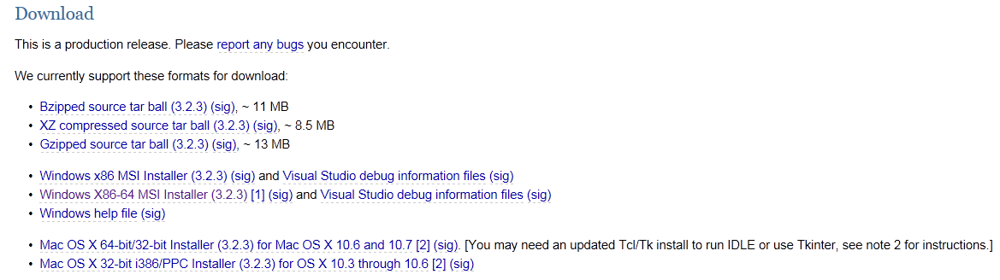 Download
This is a production release. Please report any bugs you encounter.
We currently support these formats for download:
• Bzipped source tar ball (3.2.3) (sig), ~ 11 MB
• XZ compressed source tar ball (3.2.3) (sig), ~ 8.5 MB
• Gzipped source tar ball (3.2.3) (sig), ~ 13 MB
• Windows x86 MSI Installer (3.2.3) (sig) and Visual Studio debug information files (sig)
• Windows X86-64 MSI Installer (3.2.3) [1] (sig) and Visual Studio debug information files (sig)
• Windows help file (sig)
• Mac OS X 64-bit/32-bit Installer (3.2.3) for Mac OS X 10.6 and 10.7 [2] (sig). [You may need an updated Tcl/Tk install to run IDLE or use Tkinter, see note 2 for instructions.]
• Mac OS X 32-bit i386/PPC Installer (3.2.3) for OS X 10.3 through 10.6 [2] (sig)